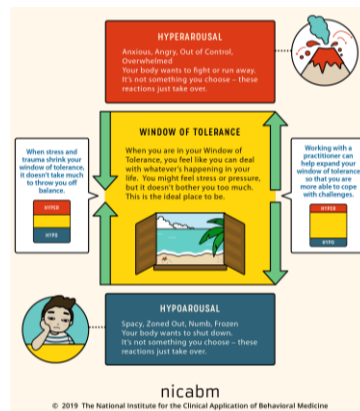 HYPERAROUSAL
Anxious, Angry, Out of Control,
Overwhelmed
Your body wants to fight or run away.
It's not something you choose – these
reactions just take over.
When stress and
trauma shrink your
window of tolerance,
it doesn't take much
to throw you off
balance.
HYPER
HYPO
WINDOW OF TOLERANCE
When you are in your Window of
Tolerance, you feel like you can deal
with whatever's happening in your
life. You might feel stress or pressure,
but it doesn't bother you too much.
This is the ideal place to be.
Working with a
practitioner can
help expand your
window of tolerance
so that you are
more able to cope
with challenges.
HYPER
HYPO
HYPOAROUSAL
Spacy, Zoned Out, Numb, Frozen
Your body wants to shut down.
It's not something you choose – these
reactions just take over.
nicabm
© 2019 The National Institute for the Clinical Application of Behavioral Medicine